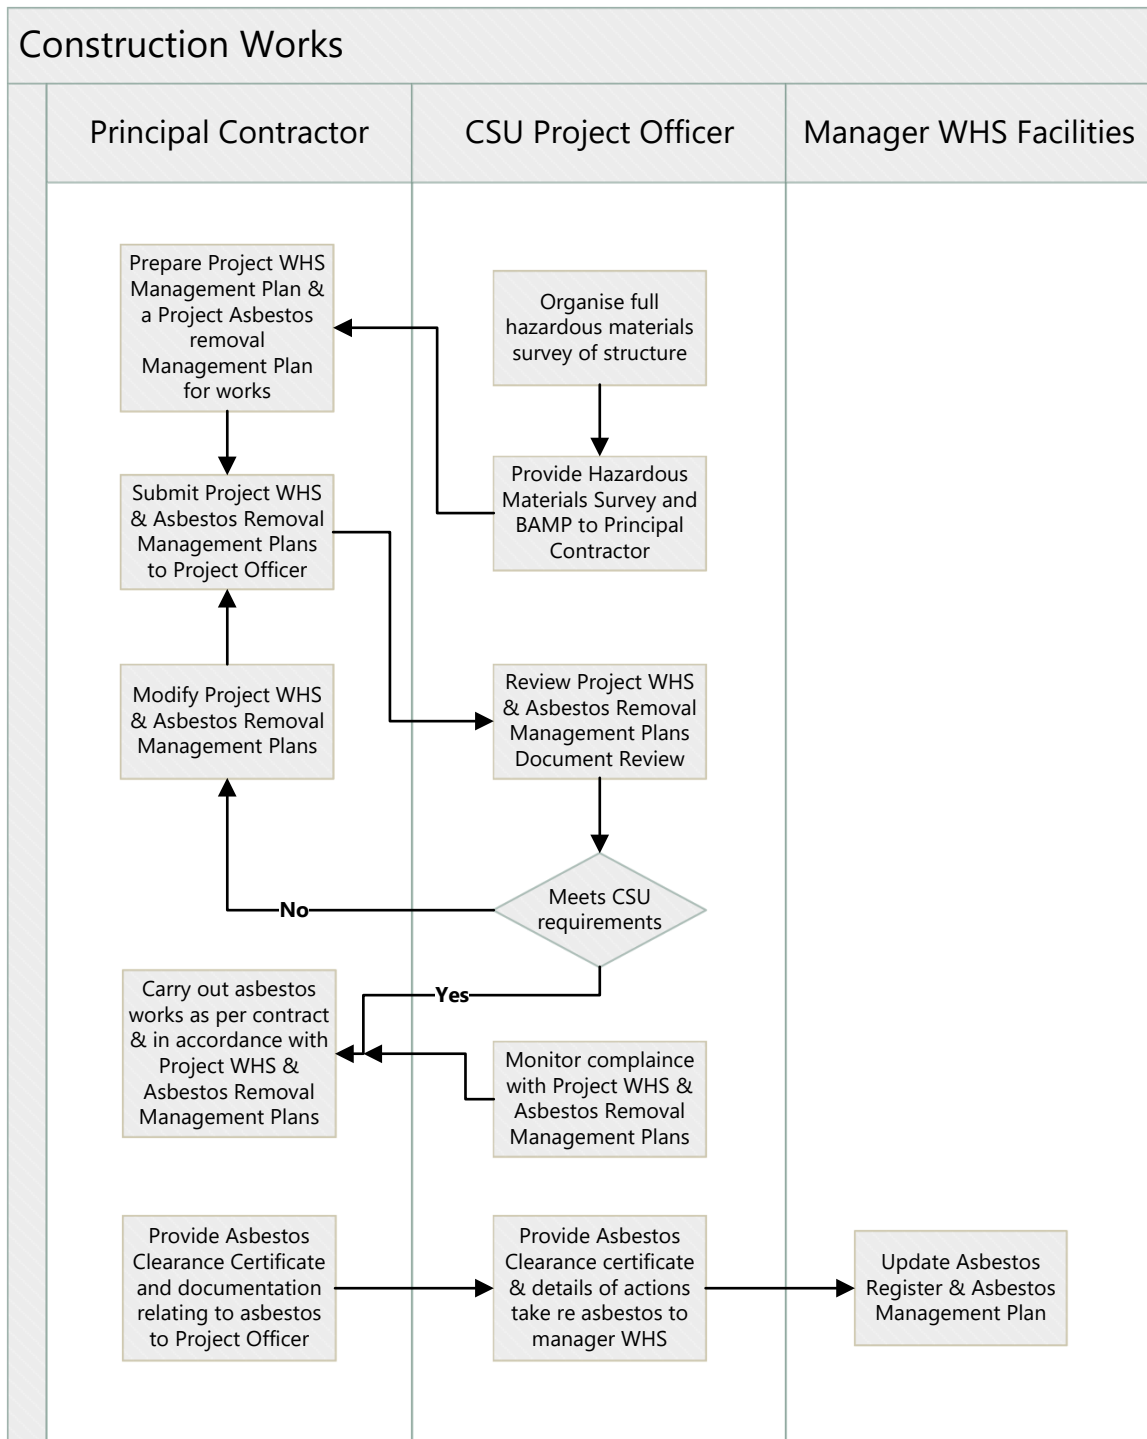 Construction Works
Principal Contractor
CSU Project Officer
Manager WHS Facilities
Prepare Project WHS
Management Plan &
a Project Asbestos
removal
Management Plan
for works
Organise full
hazardous materials
survey of structure
Provide Hazardous
Materials Survey and
BAMP to Principal
Contractor
Submit Project WHS
& Asbestos Removal
Management Plans
to Project Officer
Modify Project WHS
& Asbestos Removal
Management Plans
Review Project WHS
& Asbestos Removal
Management Plans
Document Review
Meets CSU
requirements
No
Yes
Carry out asbestos
works as per contract
& in accordance with
Project WHS &
Asbestos Removal
Management Plans
Monitor complaince
with Project WHS &
Asbestos Removal
Management Plans
Provide Asbestos
Clearance Certificate
and documentation
relating to asbestos
to Project Officer
Provide Asbestos
Clearance certificate
& details of actions
take re asbestos to
manager WHS
Update Asbestos
Register & Asbestos
Management Plan